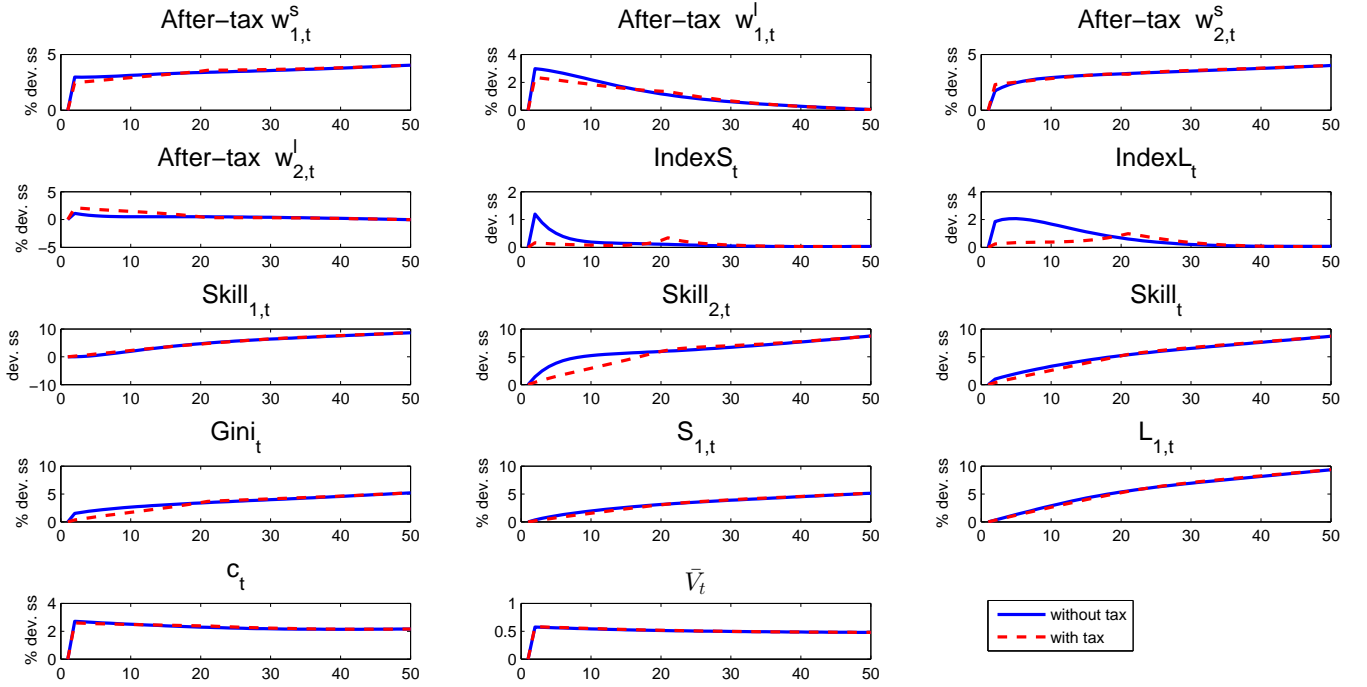 After−tax w^s_{1,t}
After−tax w^l_{1,t}
After−tax w^s_{2,t}
% dev. ss
5
0
0 10 20 30 40 50
% dev. ss
4
2
0
0 10 20 30 40 50
% dev. ss
5
0
0 10 20 30 40 50
After−tax w^l_{2,t}
IndexS_t
IndexL_t
% dev. ss
5
0
−5
0 10 20 30 40 50
dev. ss
2
1
0
0 10 20 30 40 50
dev. ss
4
2
0
0 10 20 30 40 50
Skill_{1,t}
Skill_{2,t}
Skill_t
dev. ss
10
0
−10
0 10 20 30 40 50
dev. ss
10
5
0
0 10 20 30 40 50
dev. ss
10
5
0
0 10 20 30 40 50
Gini_t
S_{1,t}
L_{1,t}
% dev. ss
10
5
0
0 10 20 30 40 50
% dev. ss
10
5
0
0 10 20 30 40 50
% dev. ss
10
5
0
0 10 20 30 40 50
c_t
V̄_t
% dev. ss
4
2
0
0 10 20 30 40 50
% dev. ss
1
0.5
0
0 10 20 30 40 50
without tax
with tax